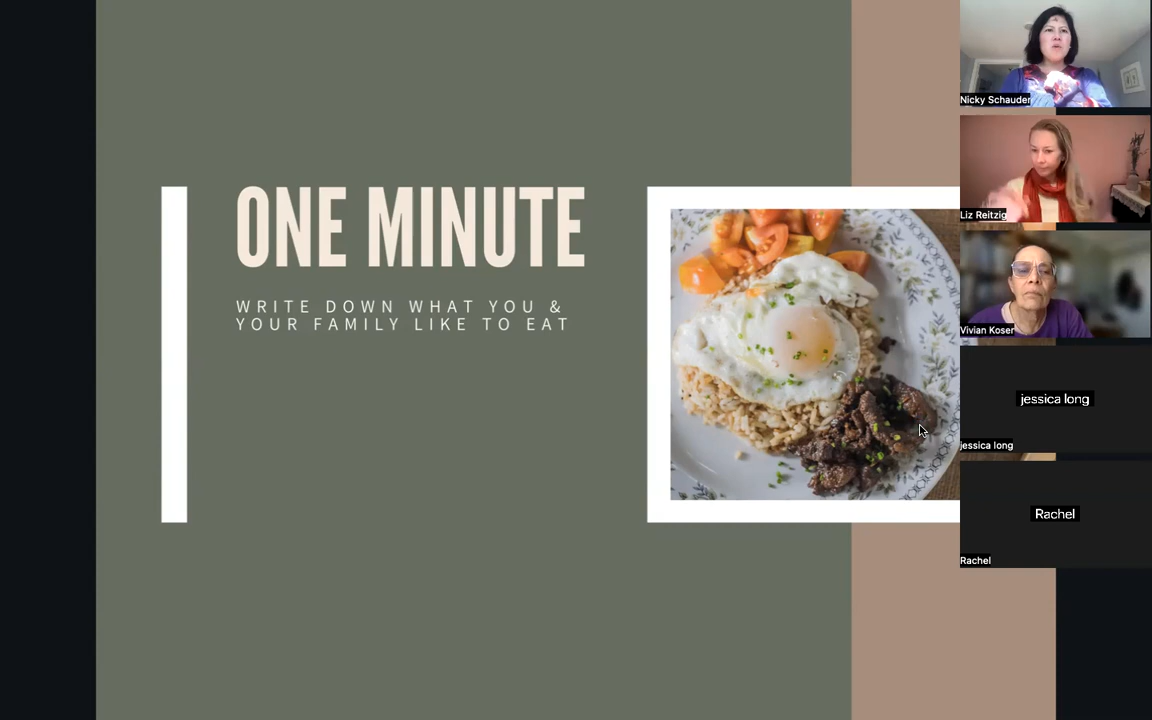 ONE MINUTE
WRITE DOWN WHAT YOU &
YOUR FAMILY LIKE TO EAT
Nicky Schauder
Liz Reitzig
Vivian Koser
jessica long
jessica long
Rachel
Rachel